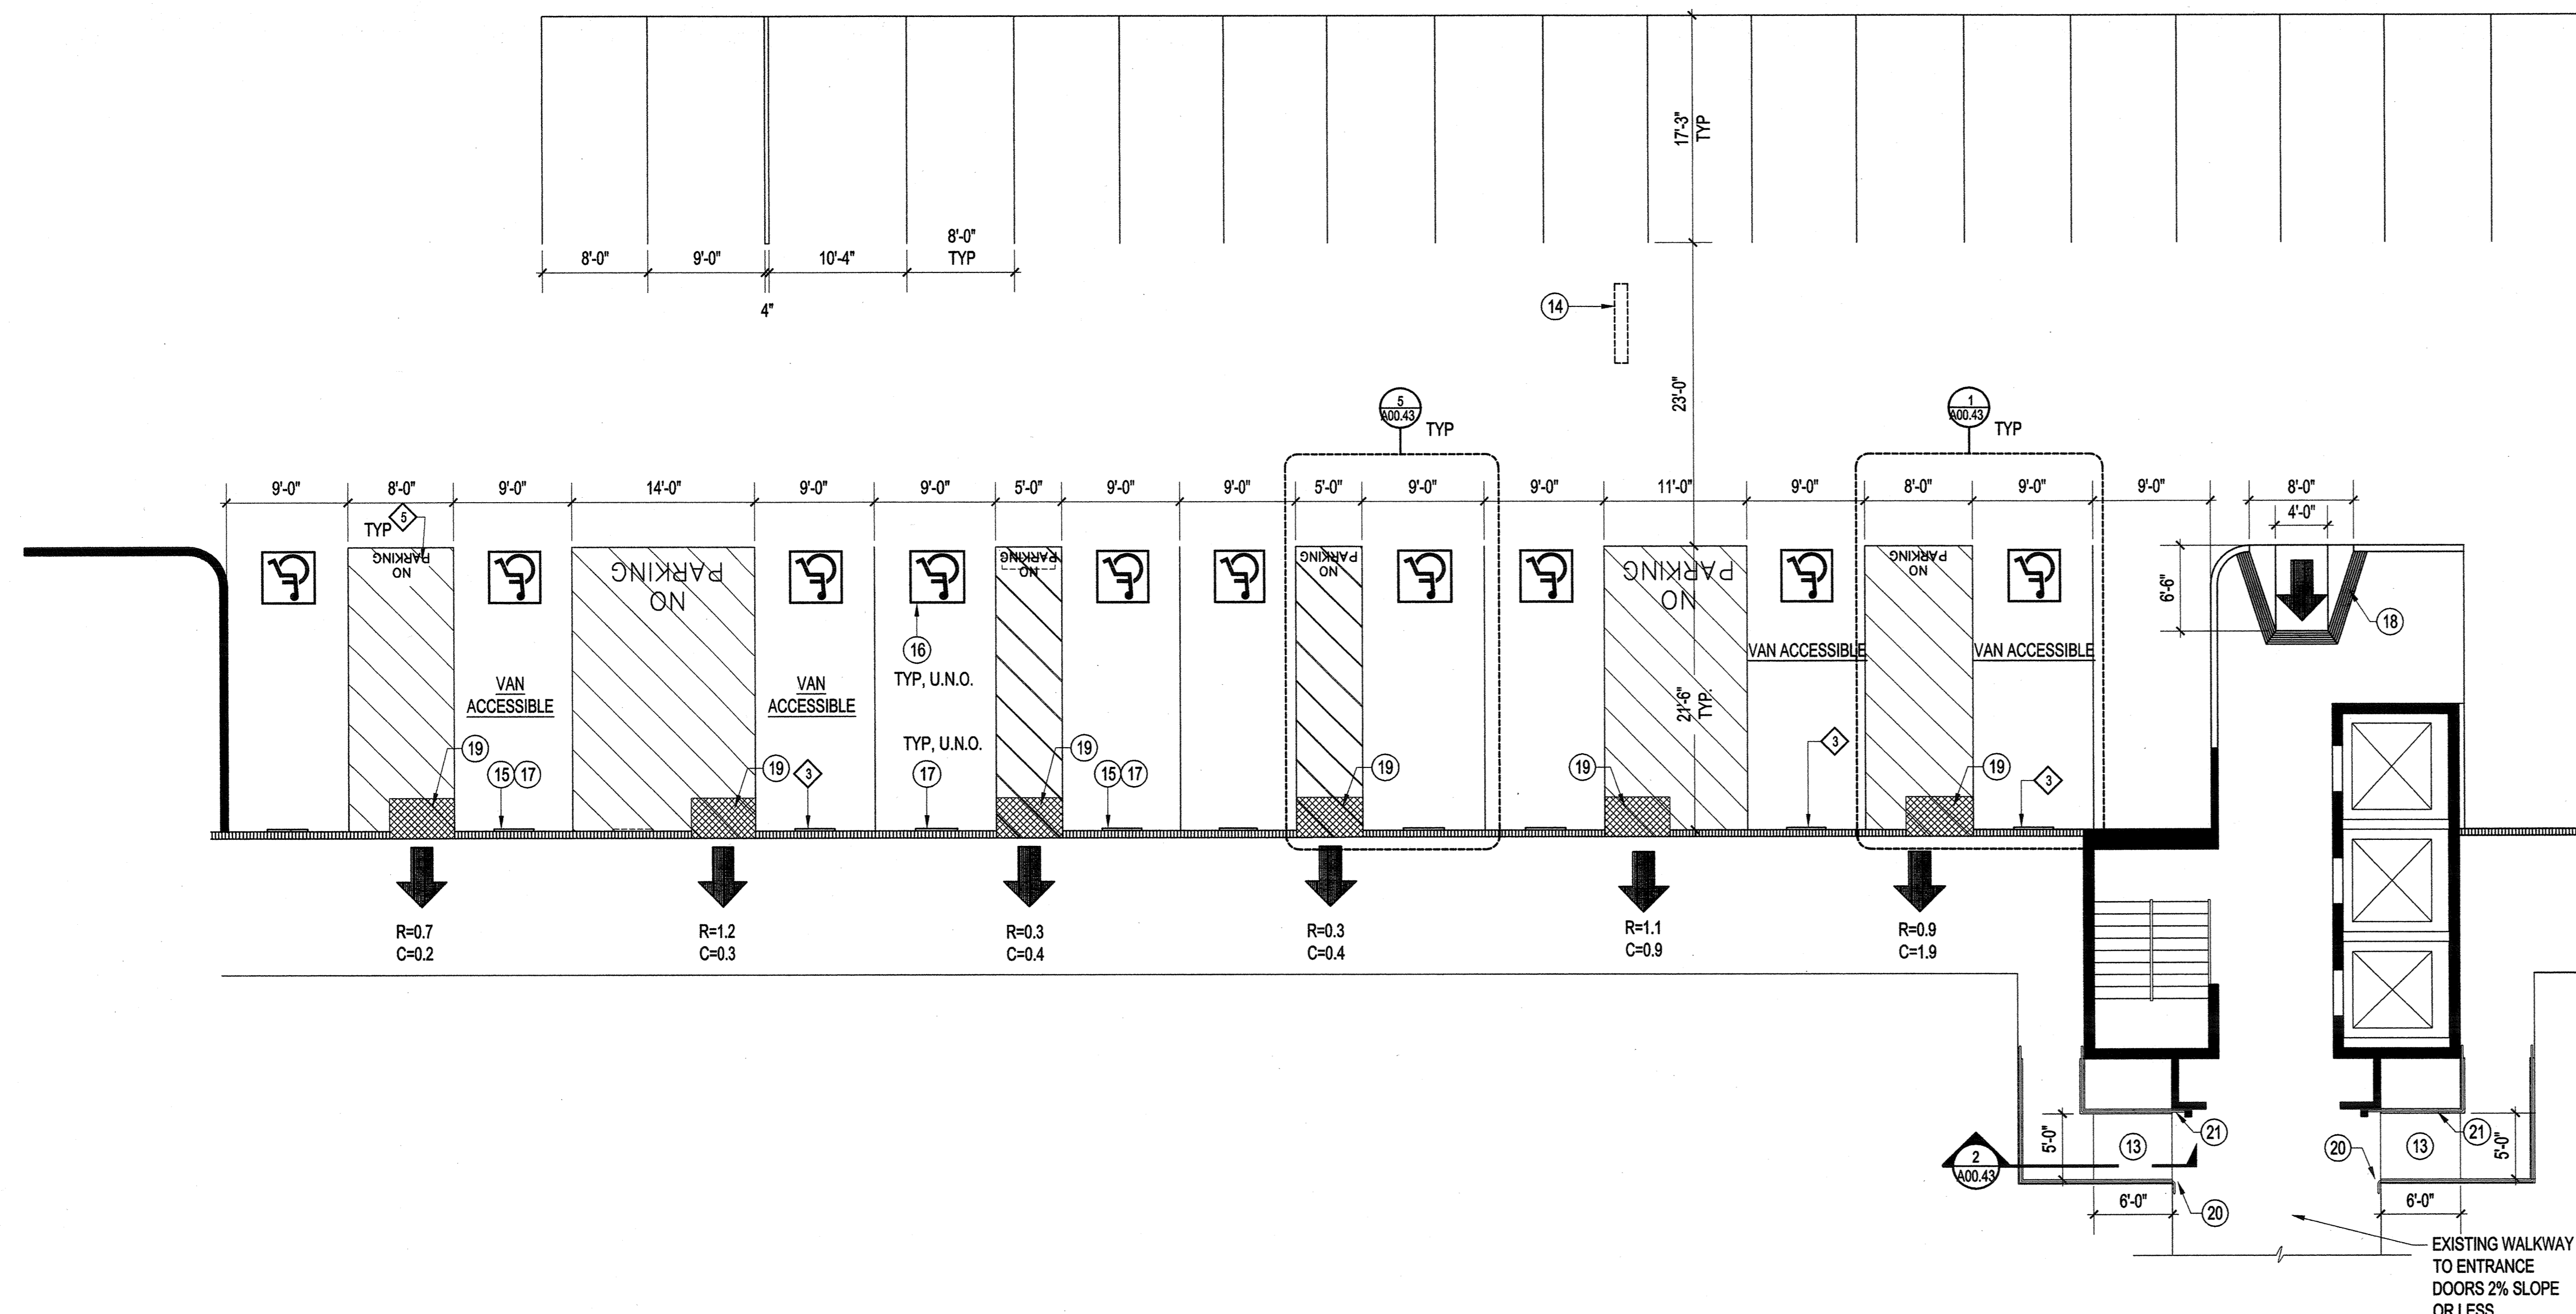 17'-3"
TYP
8'-0"
9'-0"
10'-4"
8'-0"
TYP
4"
14
23'-0"
5
A00.43
TYP
1
A00.43
TYP
9'-0"
8'-0"
9'-0"
14'-0"
9'-0"
9'-0"
5'-0"
9'-0"
9'-0"
5'-0"
9'-0"
9'-0"
11'-0"
9'-0"
8'-0"
9'-0"
9'-0"
8'-0"
4'-0"
TYP
5
NO
PARKING
NO
PARKING
NO
PARKING
NO
PARKING
NO
PARKING
NO
PARKING
6'-6"
18
16
TYP, U.N.O.
VAN
ACCESSIBLE
VAN
ACCESSIBLE
VAN ACCESSIBLE
VAN ACCESSIBLE
21'-6"
TYP.
TYP, U.N.O.
19
15
17
19
3
17
19
15
17
19
19
3
19
3
R=0.7
C=0.2
R=1.2
C=0.3
R=0.3
C=0.4
R=0.3
C=0.4
R=1.1
C=0.9
R=0.9
C=1.9
5'-0"
13
21
2
A00.43
6'-0"
20
20
13
21
5'-0"
6'-0"
EXISTING WALKWAY
TO ENTRANCE
DOORS 2% SLOPE
OR LESS